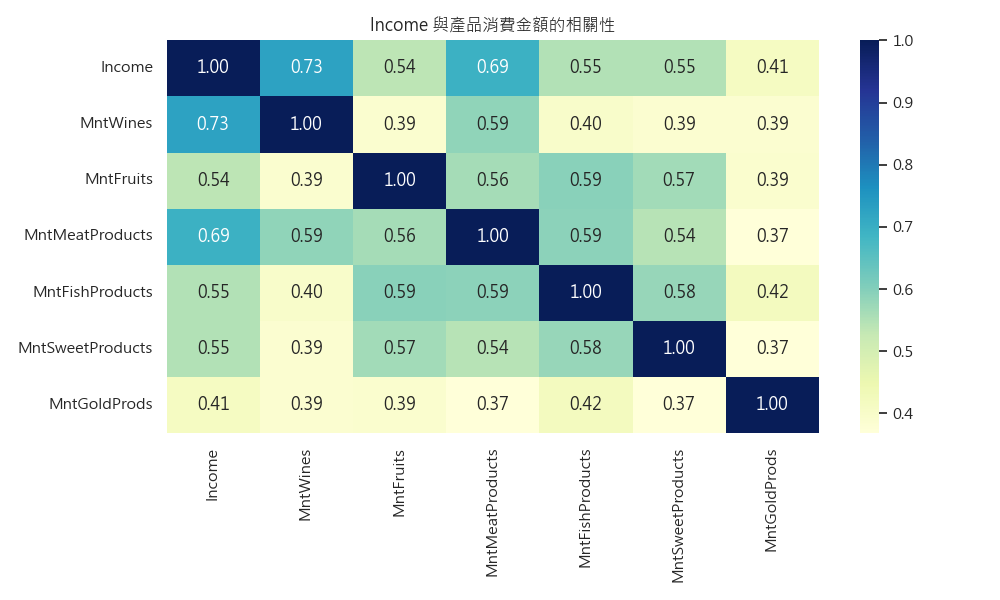 Income 與產品消費金額的相關性
Income 1.00 0.73 0.54 0.69 0.55 0.55 0.41
MntWines 0.73 1.00 0.39 0.59 0.40 0.39 0.39
MntFruits 0.54 0.39 1.00 0.56 0.59 0.57 0.39
MntMeatProducts 0.69 0.59 0.56 1.00 0.59 0.54 0.37
MntFishProducts 0.55 0.40 0.59 0.59 1.00 0.58 0.42
MntSweetProducts 0.55 0.39 0.57 0.54 0.58 1.00 0.37
MntGoldProds 0.41 0.39 0.39 0.37 0.42 0.37 1.00
Income
MntWines
MntFruits
MntMeatProducts
MntFishProducts
MntSweetProducts
MntGoldProds
1.0
0.9
0.8
0.7
0.6
0.5
0.4